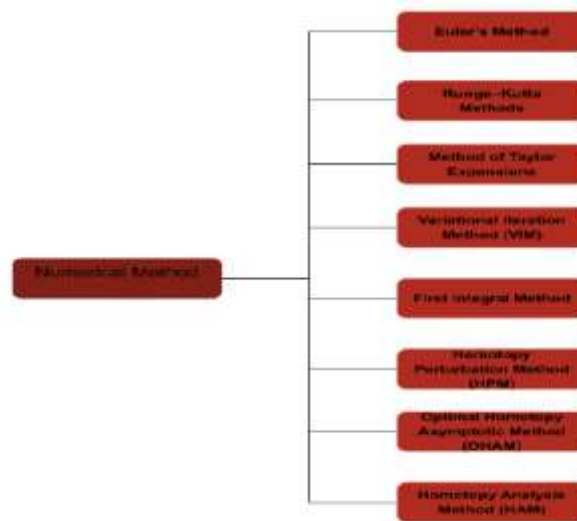 Euler's Method
Runge-Kutta
Methods
Method of Taylor
Expansions
Variational Iteration
Method (VIM)
Numerical Method
First Integral Method
Homotopy
Perturbation Method
(HPM)
Optimal Homotopy
Asymptotic Method
(OHAM)
Homotopy Analysis
Method (HAM)